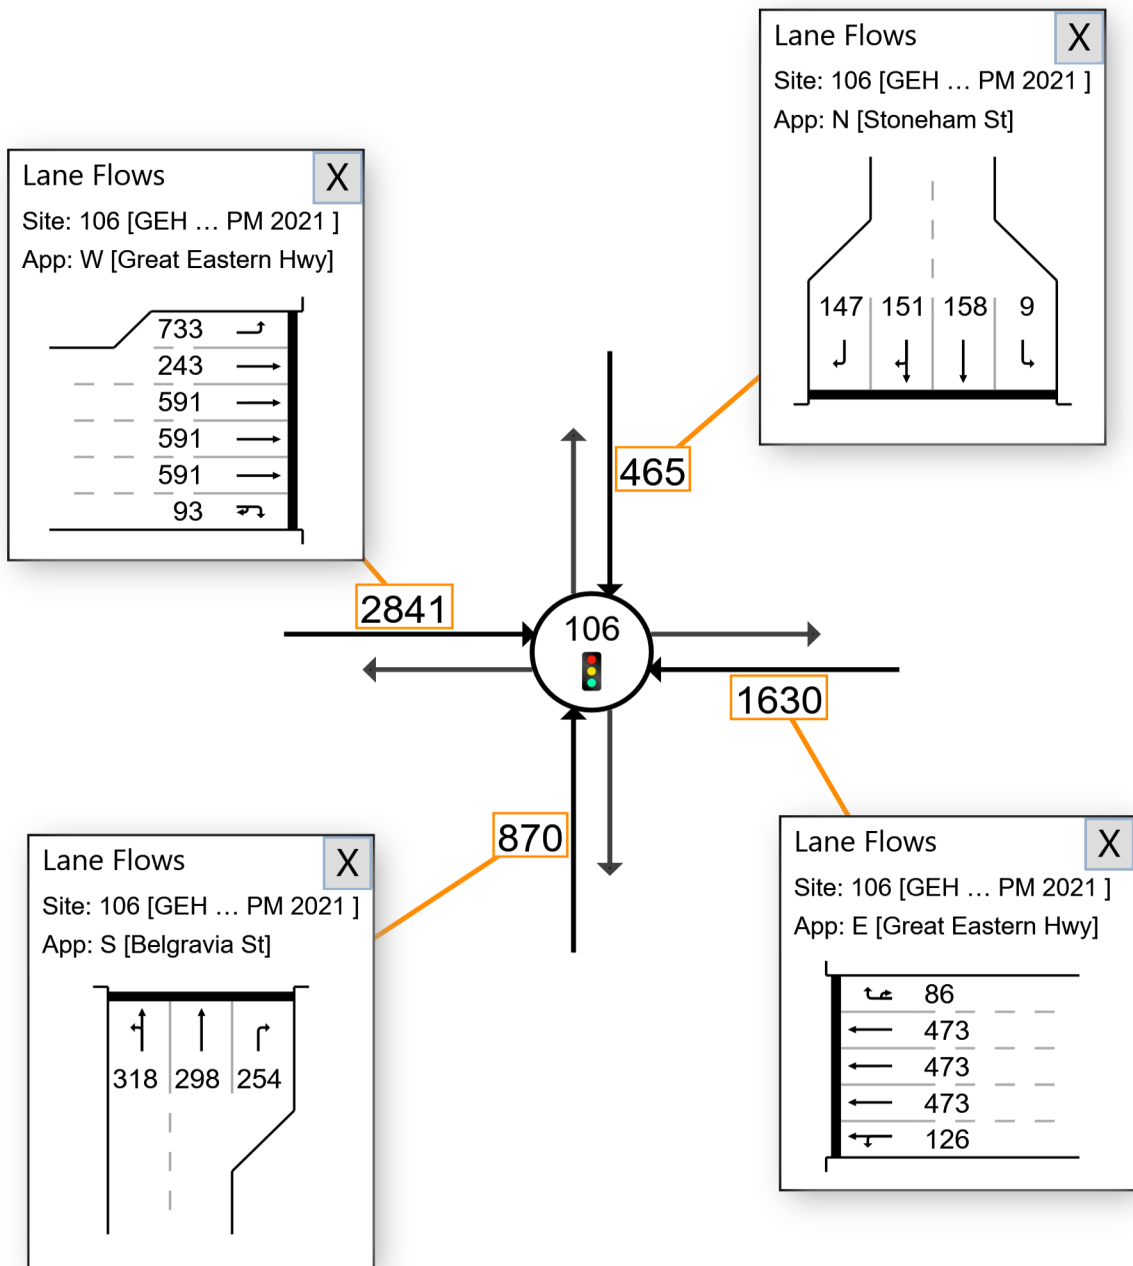 Lane Flows
X
Site: 106 [GEH ... PM 2021 ]
App: N [Stoneham St]
147 151 158 9
Lane Flows
X
Site: 106 [GEH ... PM 2021 ]
App: W [Great Eastern Hwy]
733
243
591
591
591
93
465
2841
106
1630
870
Lane Flows
X
Site: 106 [GEH ... PM 2021 ]
App: S [Belgravia St]
318 298 254
Lane Flows
X
Site: 106 [GEH ... PM 2021 ]
App: E [Great Eastern Hwy]
86
473
473
473
126